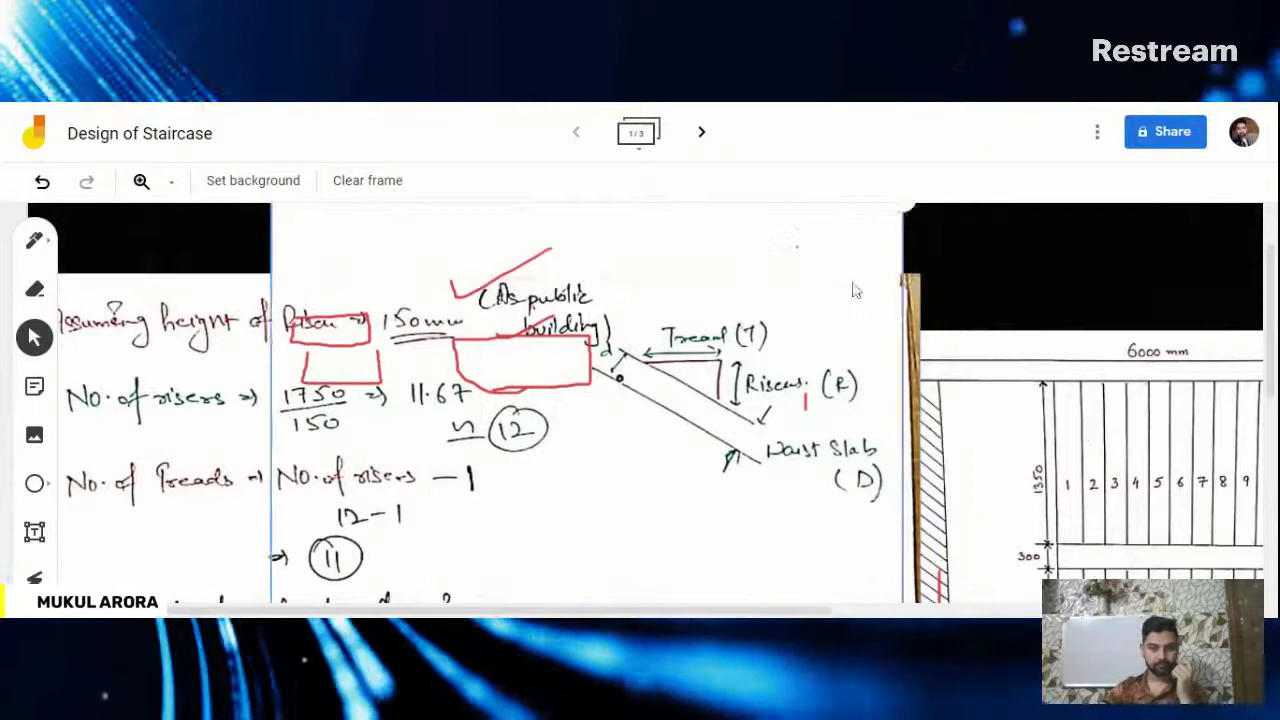 Restream
Design of Staircase
1/3
Share
Set background
Clear frame
Assuming height of Riser ⇒ 150mm (As public
building)
No. of risers ⇒ 1750 ⇒ 11.67
150
≈ 12
No. of Treads ⇒ No. of risers - 1
12 - 1
⇒ 11
Tread (T)
d
Riser (R)
Waist Slab
(D)
6000 mm
1350
1 2 3 4 5 6 7 8 9
300
MUKUL ARORA